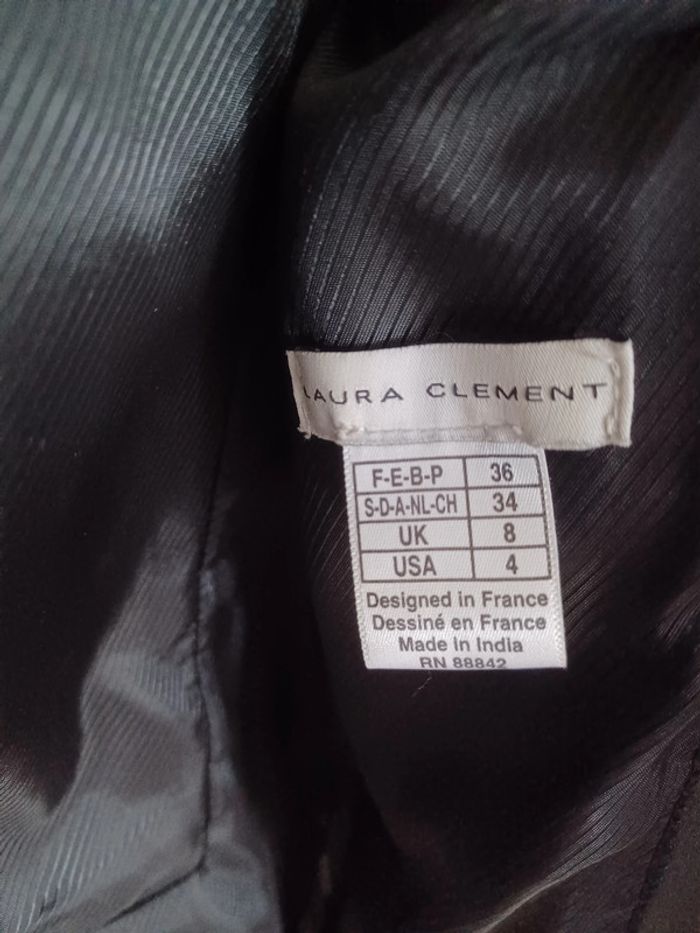 LAURA CLEMENT
F-E-B-P 36
S-D-A-NL-CH 34
UK 8
USA 4
Designed in France
Dessiné en France
Made in India
RN 88842